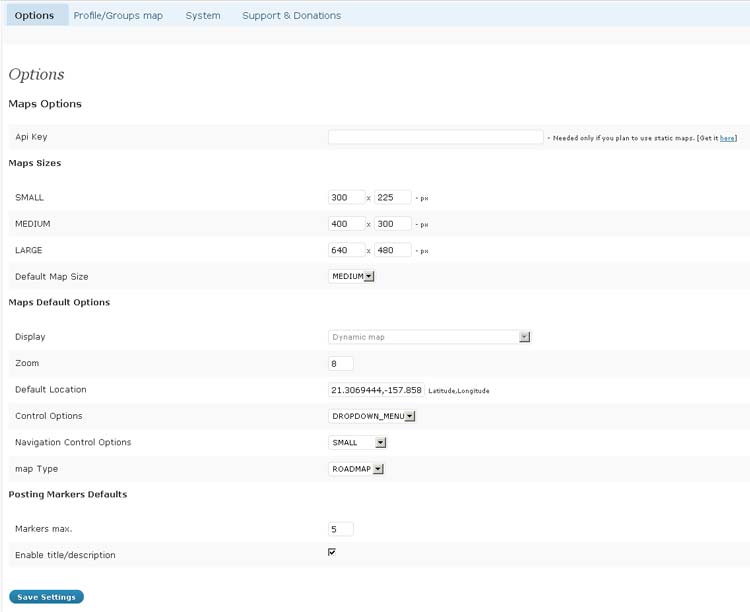 Options Profile/Groups map System Support & Donations
Options
Maps Options
Api Key - Needed only if you plan to use static maps. [Get it here]
Maps Sizes
SMALL 300 x 225 - px
MEDIUM 400 x 300 - px
LARGE 640 x 480 - px
Default Map Size MEDIUM
Maps Default Options
Display Dynamic map
Zoom 8
Default Location 21.3069444,-157.858 Latitude,Longitude
Control Options DROPDOWN_MENU
Navigation Control Options SMALL
map Type ROADMAP
Posting Markers Defaults
Markers max. 5
Enable title/description
Save Settings